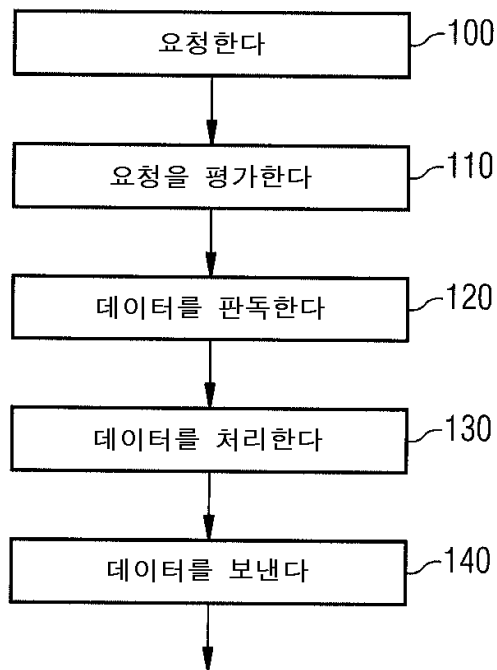 요청한다
100
요청을 평가한다
110
데이터를 판독한다
120
데이터를 처리한다
130
데이터를 보낸다
140